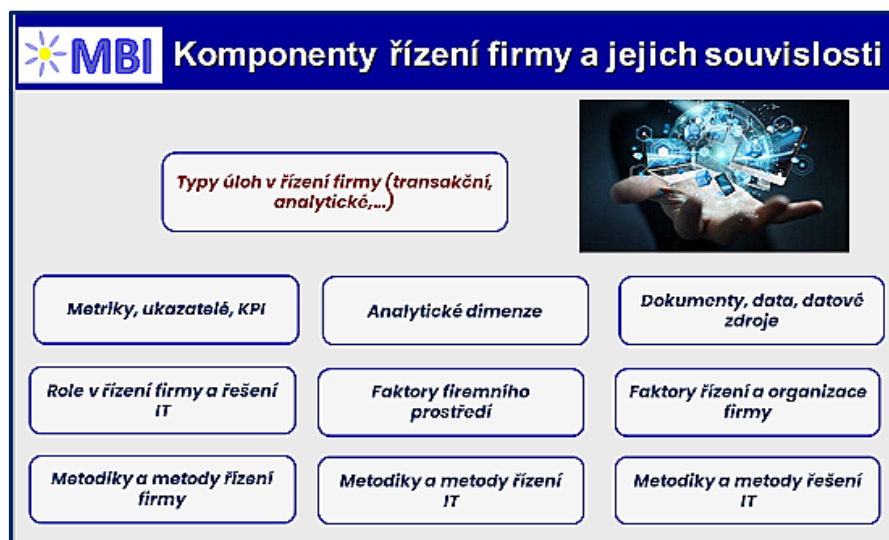 MBI Komponenty řízení firmy a jejich souvislosti
Typy úloh v řízení firmy (transakční,
analytické,...)
Metriky, ukazatelé, KPI
Analytické dimenze
Dokumenty, data, datové
zdroje
Role v řízení firmy a řešení
IT
Faktory firemního
prostředí
Faktory řízení a organizace
firmy
Metodiky a metody řízení
firmy
Metodiky a metody řízení
IT
Metodiky a metody řešení
IT